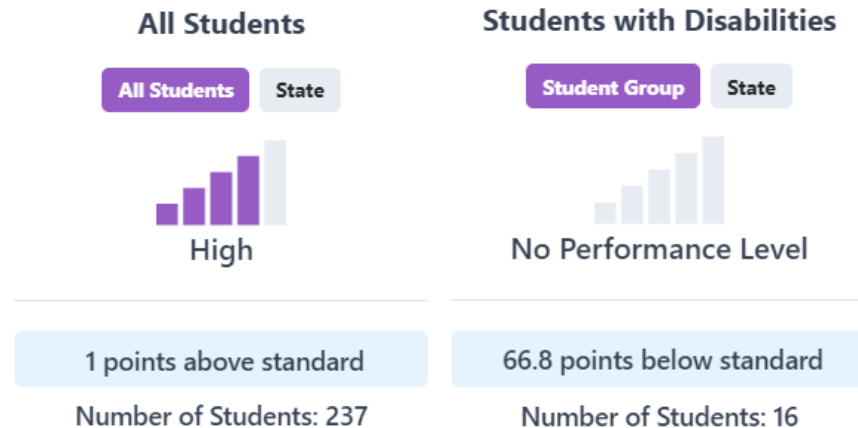 All Students
All Students State
High
1 points above standard
Number of Students: 237
Students with Disabilities
Student Group State
No Performance Level
66.8 points below standard
Number of Students: 16